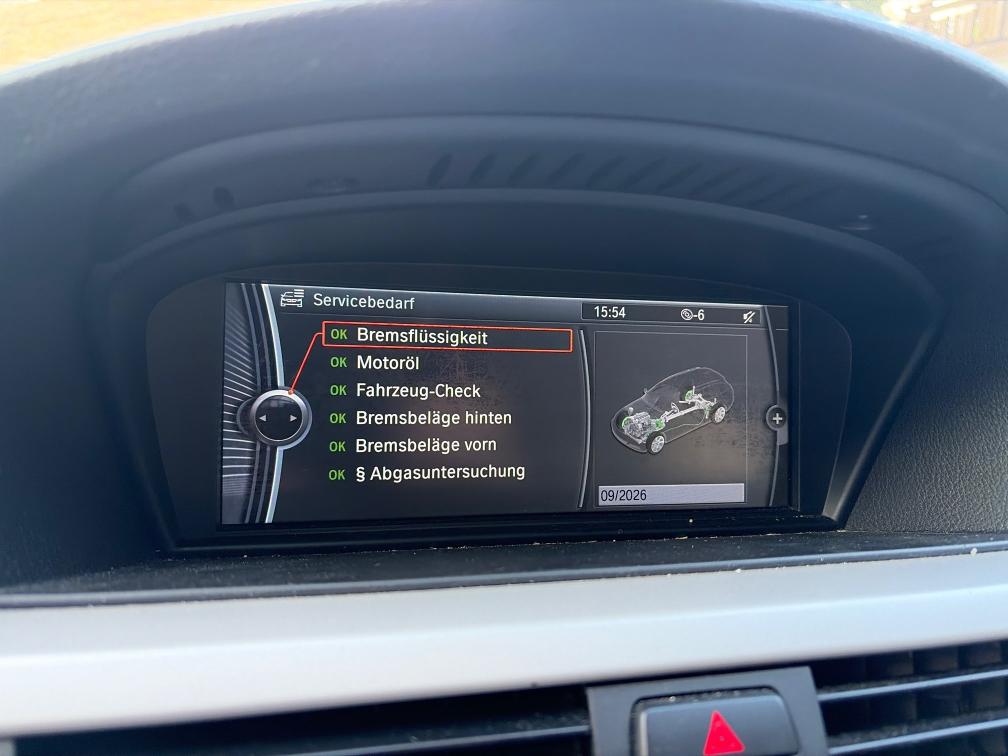 Servicebedarf
15:54
-6
OK Bremsflüssigkeit
OK Motoröl
OK Fahrzeug-Check
OK Bremsbeläge hinten
OK Bremsbeläge vorn
OK § Abgasuntersuchung
+
09/2026